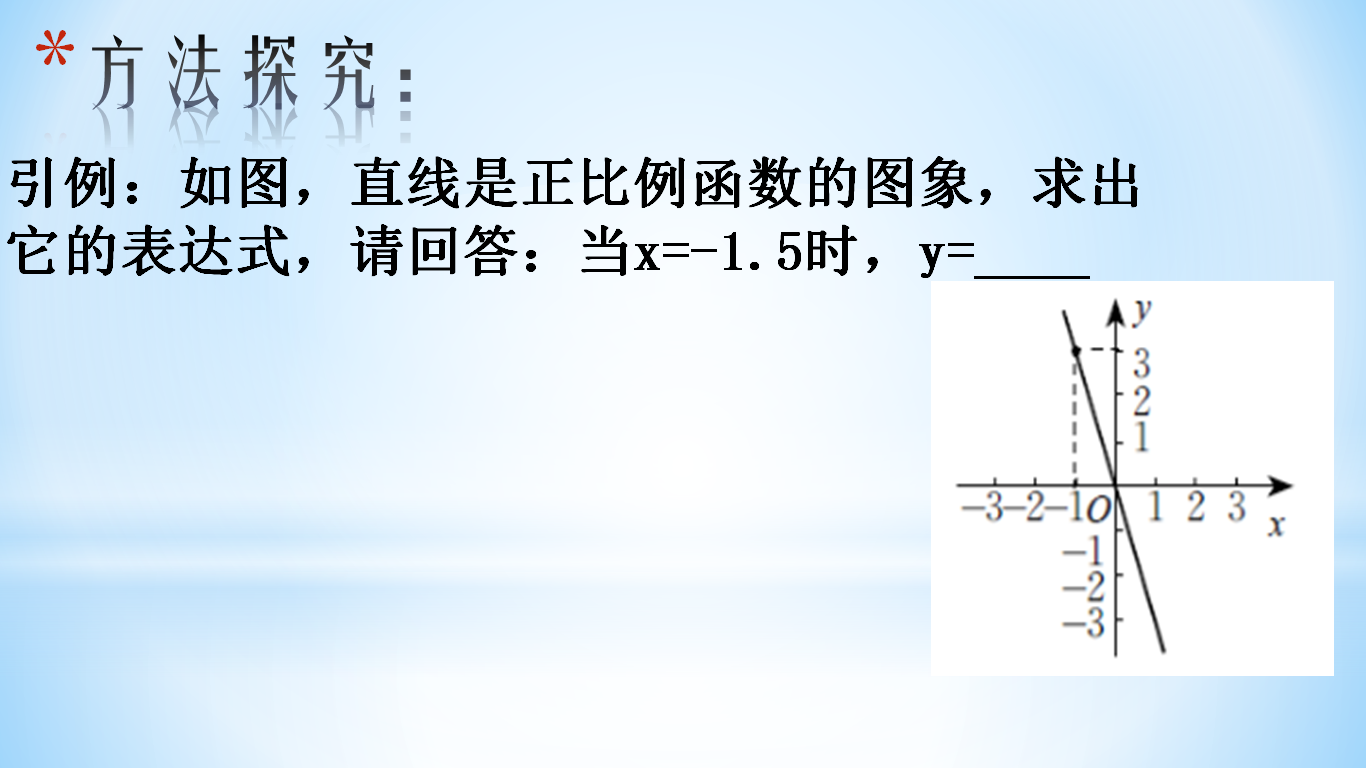 *方法探究：
引例：如图，直线是正比例函数的图象，求出
它的表达式，请回答：当x=-1.5时，y=____
y
3
2
1
-3-2-1O 1 2 3
x
-1
-2
-3